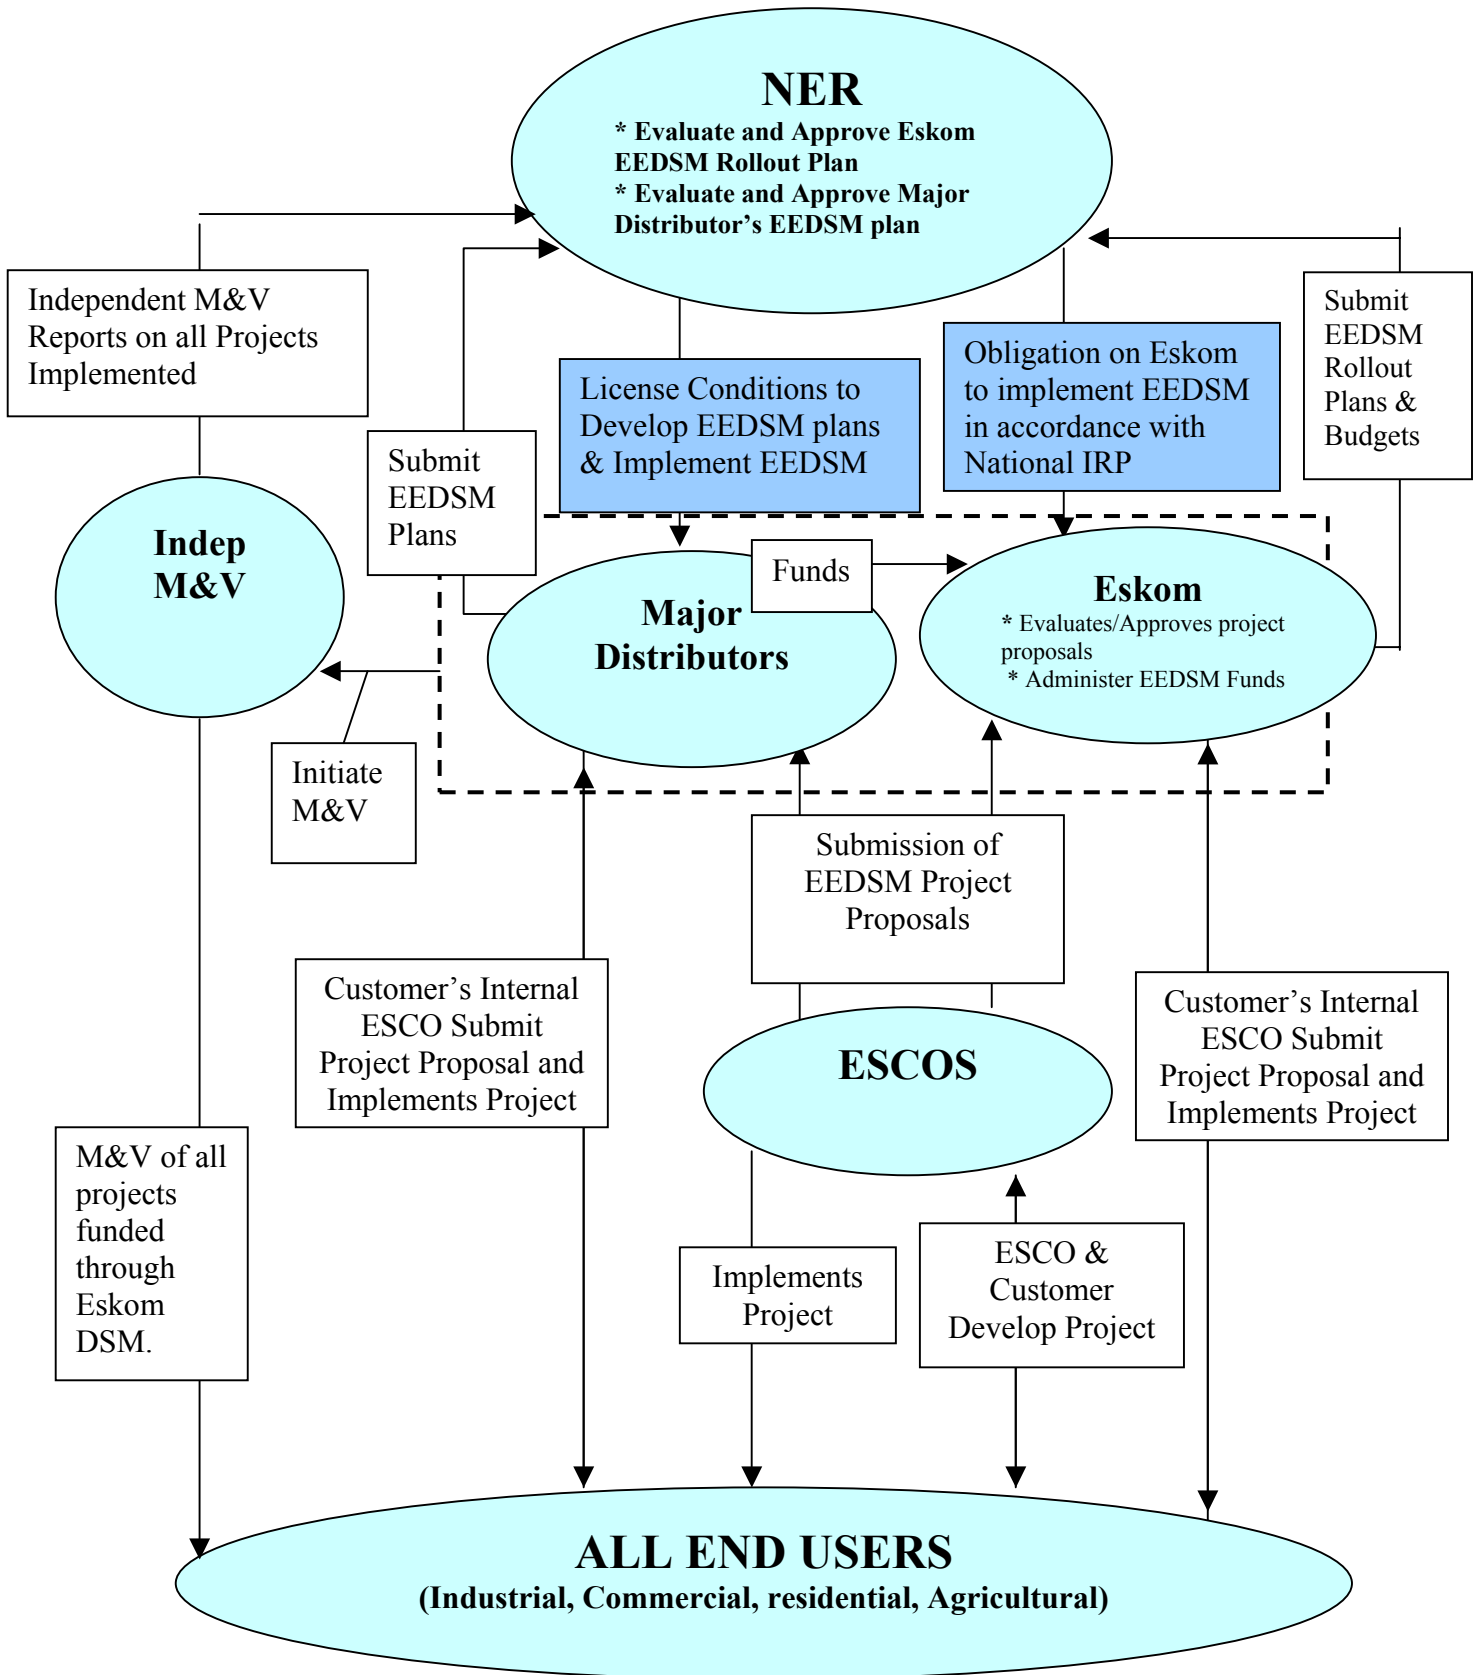 NER
* Evaluate and Approve Eskom
EEDSM Rollout Plan
* Evaluate and Approve Major
Distributor’s EEDSM plan
Independent M&V
Reports on all Projects
Implemented
Submit
EEDSM
Plans
License Conditions to
Develop EEDSM plans
& Implement EEDSM
Obligation on Eskom
to implement EEDSM
in accordance with
National IRP
Submit
EEDSM
Rollout
Plans &
Budgets
Indep
M&V
Major
Distributors
Funds
Eskom
* Evaluates/Approves project
proposals
* Administer EEDSM Funds
Initiate
M&V
Submission of
EEDSM Project
Proposals
Customer’s Internal
ESCO Submit
Project Proposal and
Implements Project
ESCOS
Customer’s Internal
ESCO Submit
Project Proposal and
Implements Project
M&V of all
projects
funded
through
Eskom
DSM.
Implements
Project
ESCO &
Customer
Develop Project
ALL END USERS
(Industrial, Commercial, residential, Agricultural)